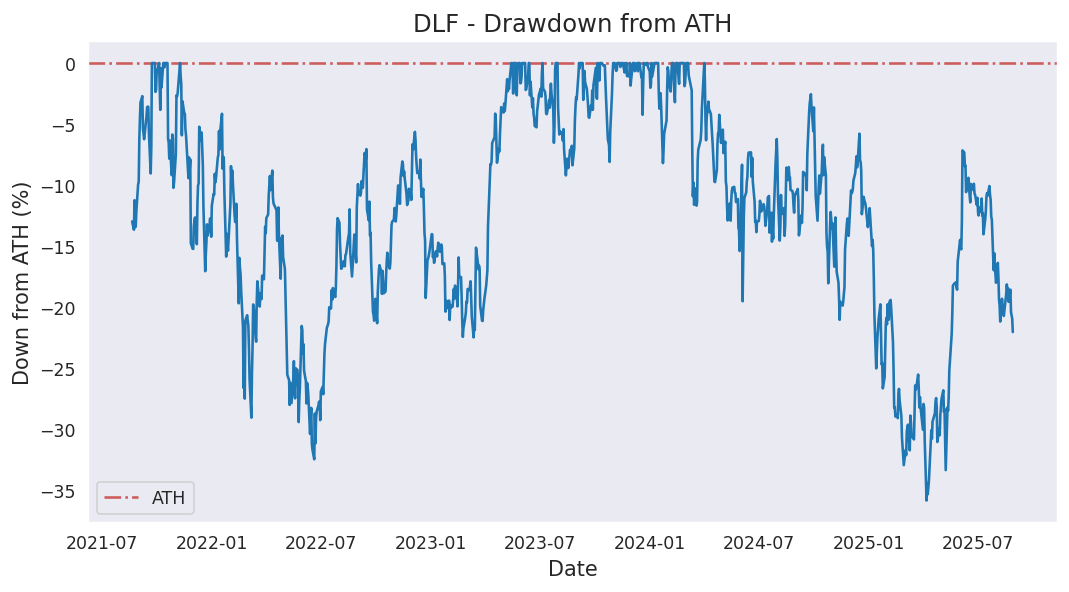 DLF - Drawdown from ATH
Down from ATH (%)
0
−5
−10
−15
−20
−25
−30
−35
ATH
2021-07 2022-01 2022-07 2023-01 2023-07 2024-01 2024-07 2025-01 2025-07
Date